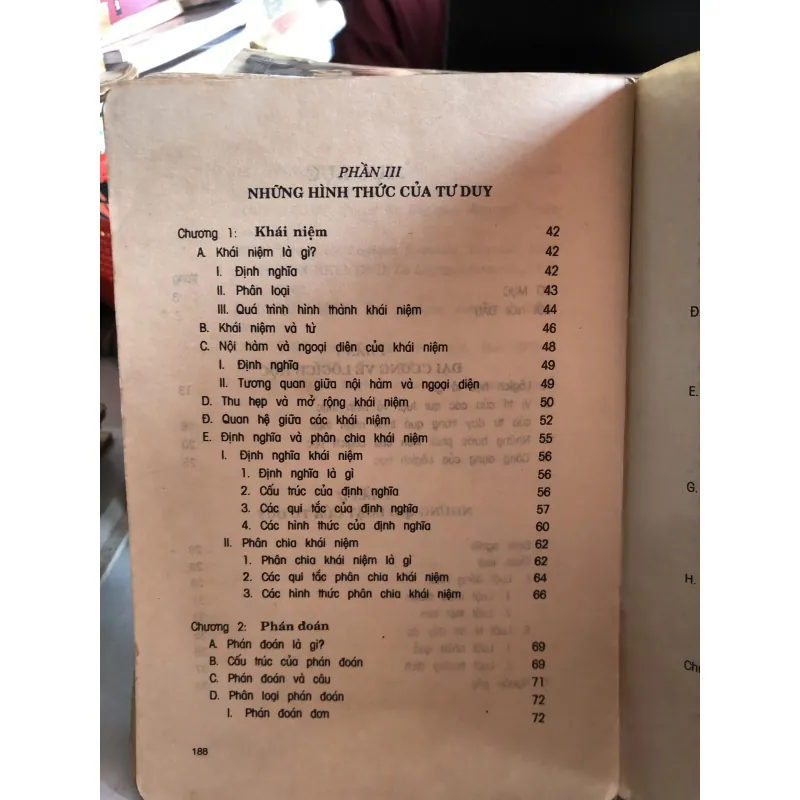 PHẦN III
NHỮNG HÌNH THỨC CỦA TƯ DUY
Chương 1: Khái niệm 42
A. Khái niệm là gì? 42
I. Định nghĩa 42
II. Phân loại 43
III. Quá trình hình thành khái niệm 44
B. Khái niệm và từ 46
C. Nội hàm và ngoại diên của khái niệm 48
I. Định nghĩa 49
II. Tương quan giữa nội hàm và ngoại diện 49
D. Thu hẹp và mở rộng khái niệm 50
Đ. Quan hệ giữa các khái niệm 52
E. Định nghĩa và phân chia khái niệm 55
I. Định nghĩa khái niệm 56
1. Định nghĩa là gì 56
2. Cấu trúc của định nghĩa 56
3. Các qui tắc của định nghĩa 57
4. Các hình thức của định nghĩa 60
II. Phân chia khái niệm 62
1. Phân chia khái niệm là gì 62
2. Các qui tắc phân chia khái niệm 64
3. Các hình thức phân chia khái niệm 66
Chương 2: Phán đoán
A. Phán đoán là gì? 69
B. Cấu trúc của phán đoán 69
C. Phán đoán và câu 71
D. Phân loại phán đoán 72
I. Phán đoán đơn 72
188
Đ
E.
G.
H.